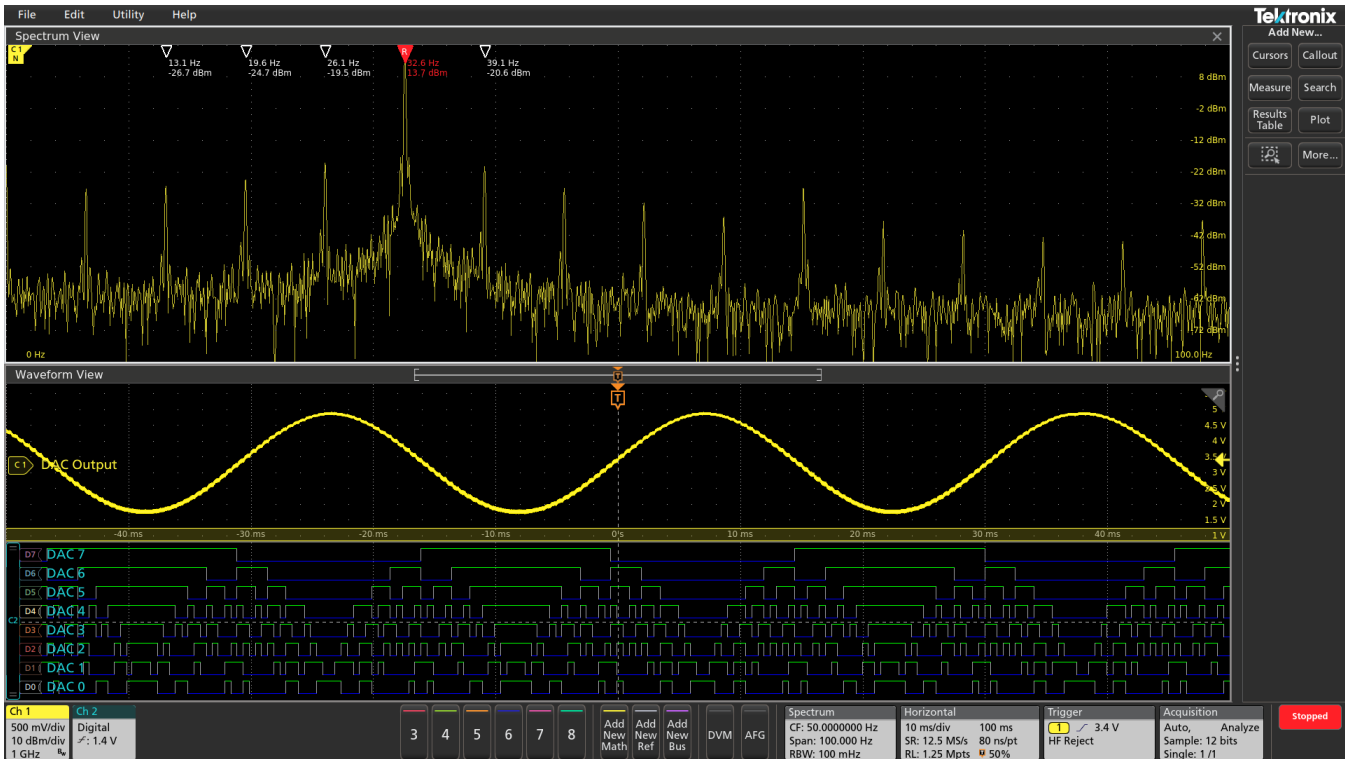 File Edit Utility Help
Tektronix
Add New...
Spectrum View
C1
N
13.1 Hz
-26.7 dBm
19.6 Hz
-24.7 dBm
26.1 Hz
-19.5 dBm
R
32.6 Hz
13.7 dBm
39.1 Hz
-20.6 dBm
8 dBm
-2 dBm
-12 dBm
-22 dBm
-32 dBm
-42 dBm
-52 dBm
-62 dBm
-72 dBm
0 Hz
100.0 Hz
Cursors
Callout
Measure
Search
Results
Table
Plot
More...
Waveform View
T
T
C1
DAC Output
5
4.5 V
4 V
3.5 V
3 V
2.5 V
2 V
1.5 V
1 V
-40 ms
-30 ms
-20 ms
-10 ms
0 s
10 ms
20 ms
30 ms
40 ms
C2
D7 DAC 7
D6 DAC 6
D5 DAC 5
D4 DAC 4
D3 DAC 3
D2 DAC 2
D1 DAC 1
D0 DAC 0
Ch 1
500 mV/div
10 dBm/div
1 GHz Bw
Ch 2
Digital
: 1.4 V
3
4
5
6
7
8
Add
New
Math
Add
New
Ref
Add
New
Bus
DVM
AFG
Spectrum
CF: 50.0000000 Hz
Span: 100.000 Hz
RBW: 100 mHz
Horizontal
10 ms/div 100 ms
SR: 12.5 MS/s 80 ns/pt
RL: 1.25 Mpts 50%
Trigger
1 3.4 V
HF Reject
Acquisition
Auto, Analyze
Sample: 12 bits
Single: 1 /1
Stopped